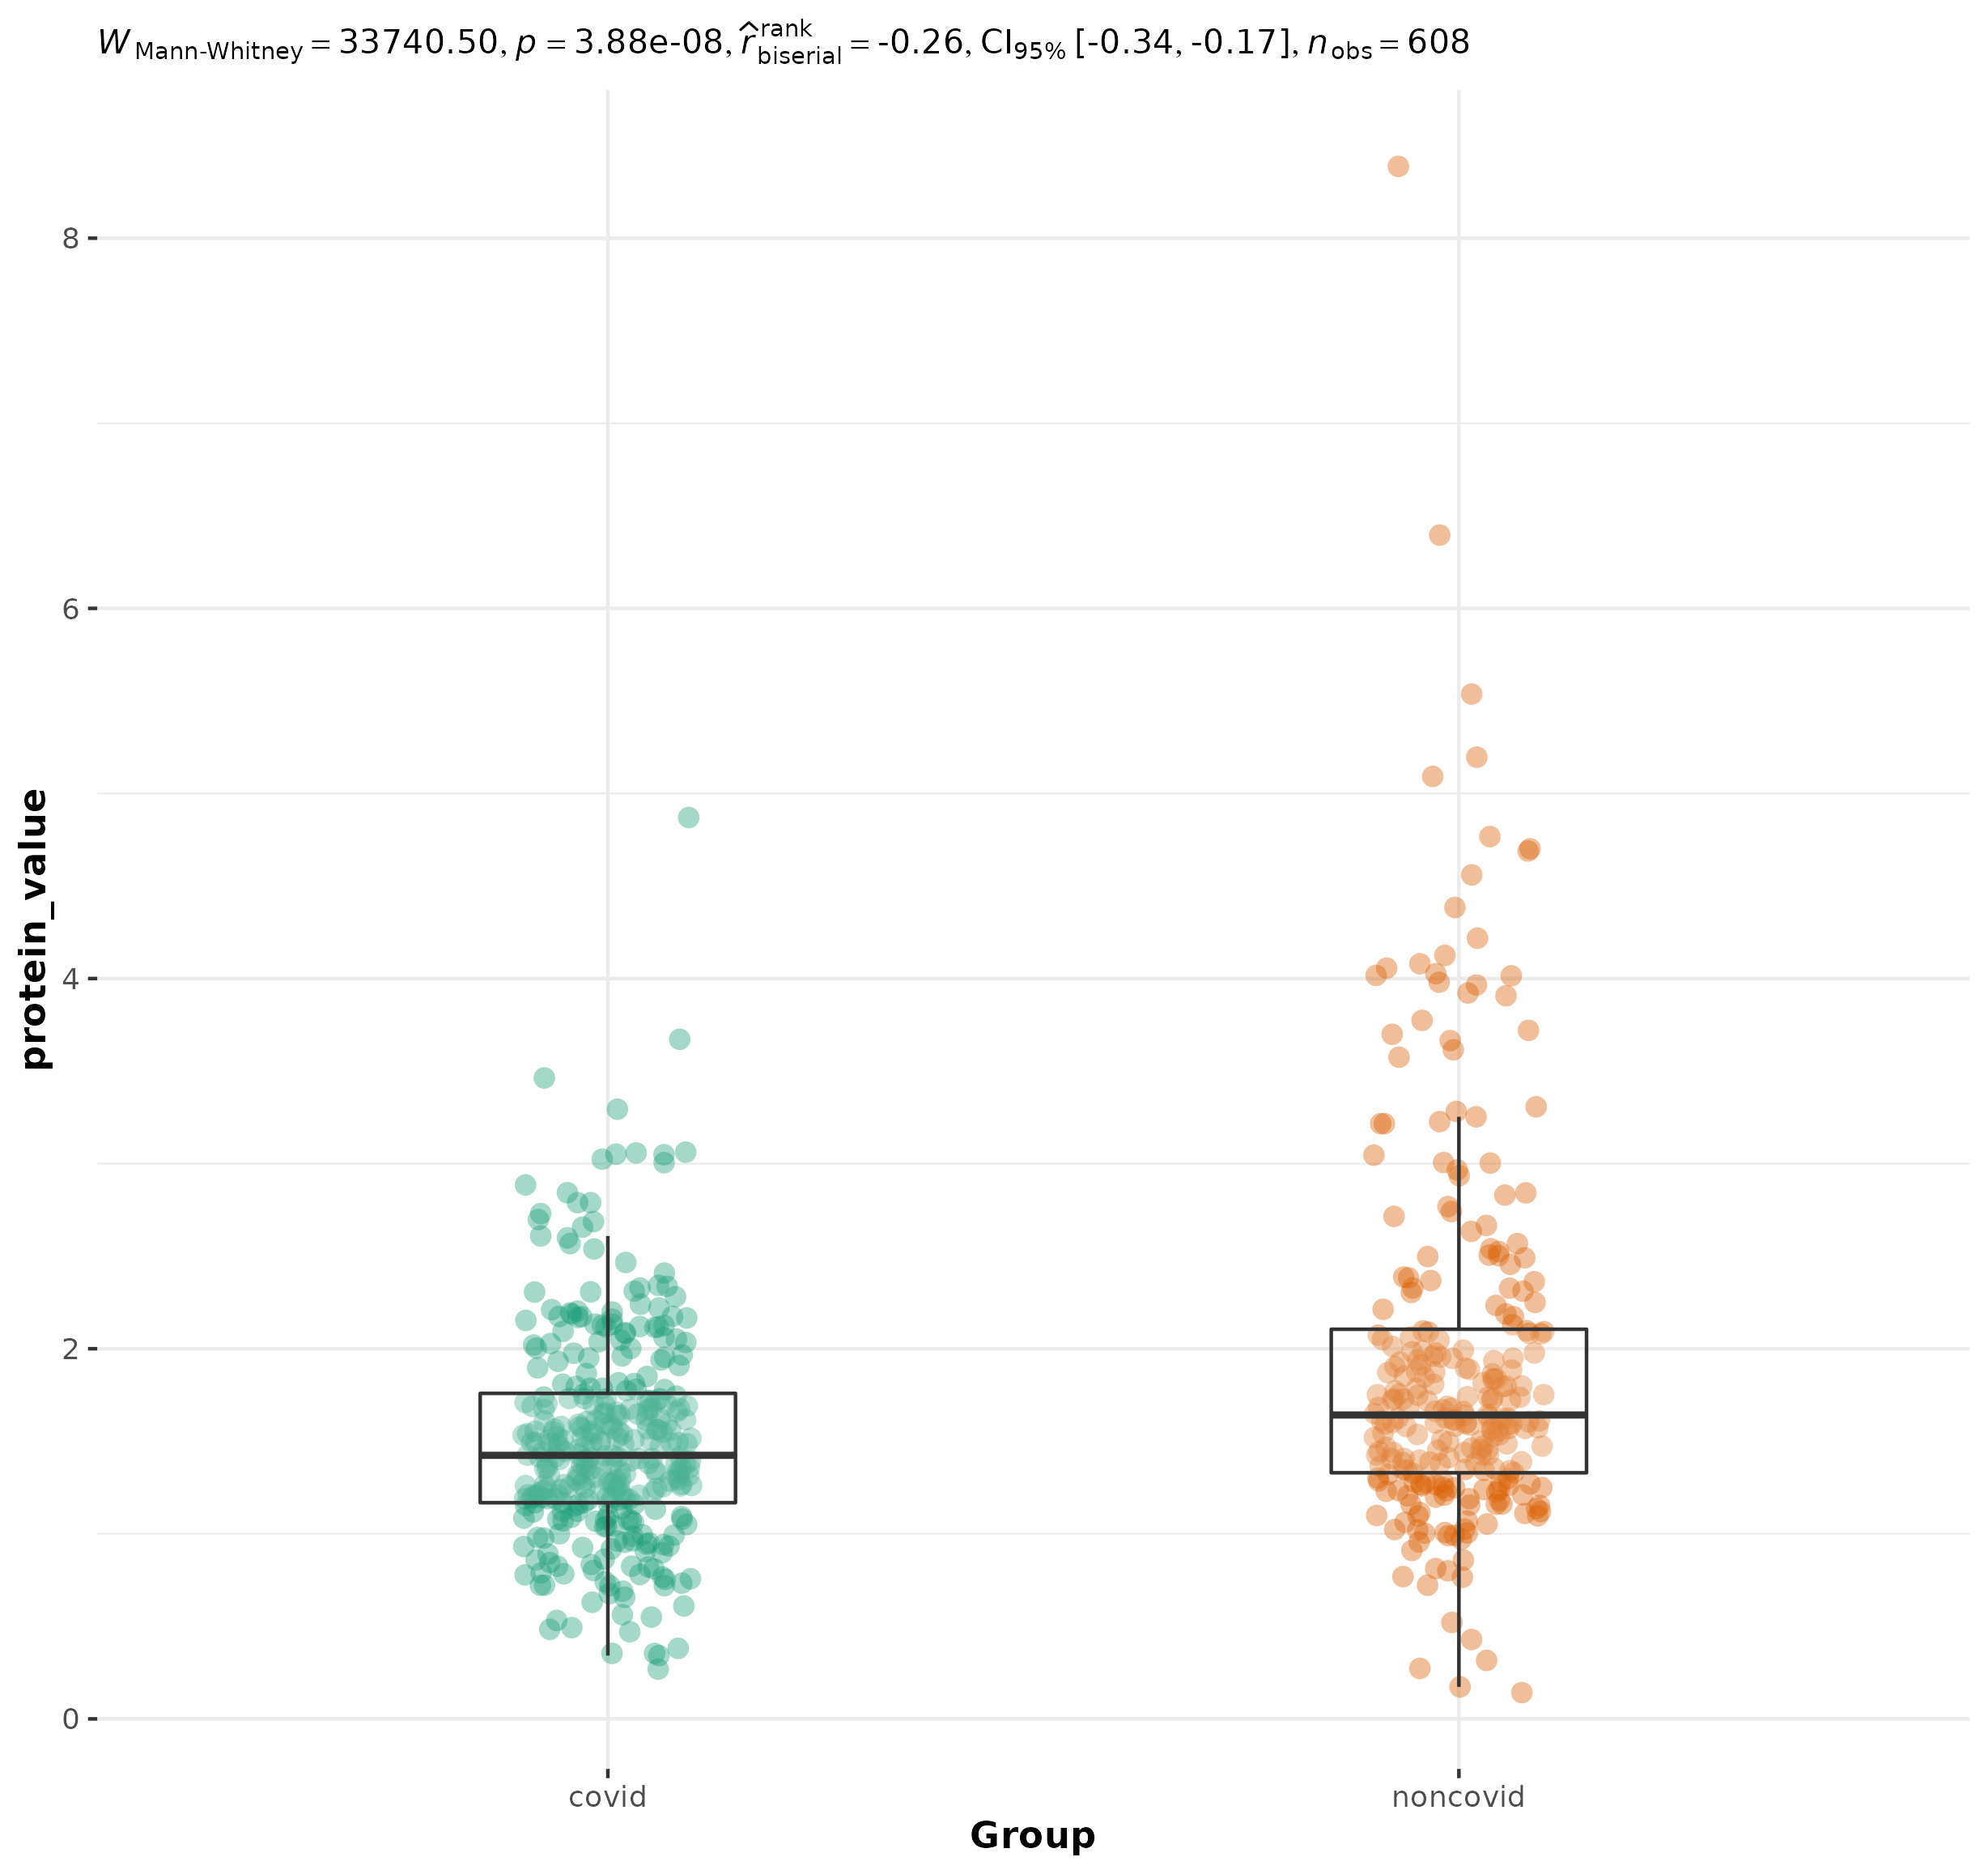 W Mann-Whitney = 33740.50, p = 3.88e-08, r̂ rank biserial = -0.26, CI95% [-0.34, -0.17], nobs = 608
8
6
4
2
0
protein_value
covid noncovid
Group